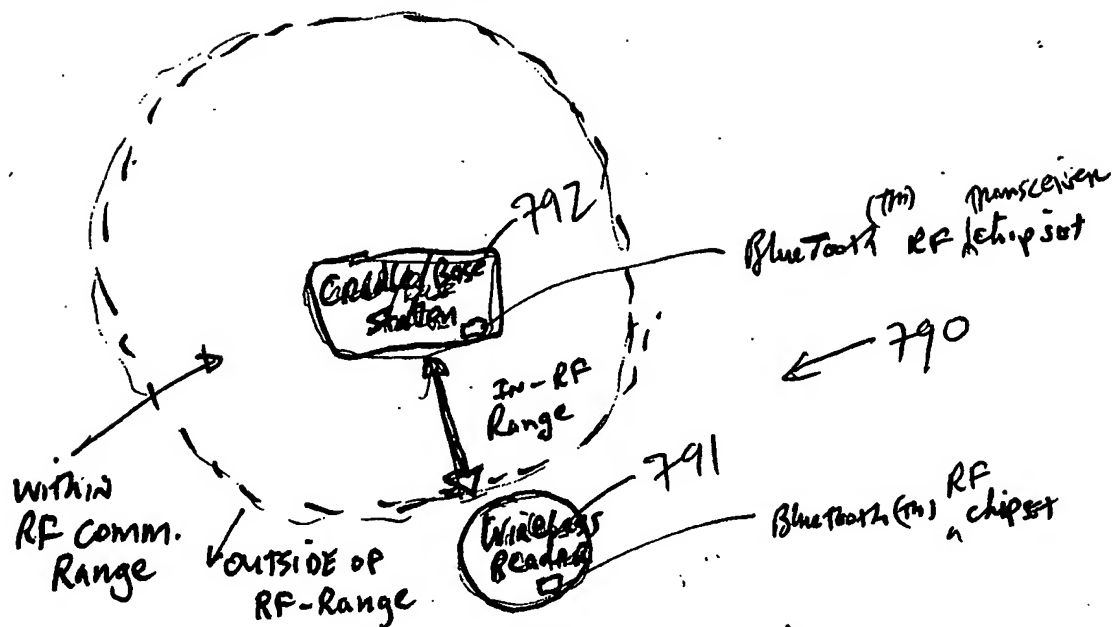 792
(TM) Transceiver
BlueTooth RF chipset
Cradle/Base
Station
790
In-RF
Range
791
Within
RF Comm.
Range
Outside of
RF-Range
Wireless
Reader
RF
BlueTooth (TM) chipset